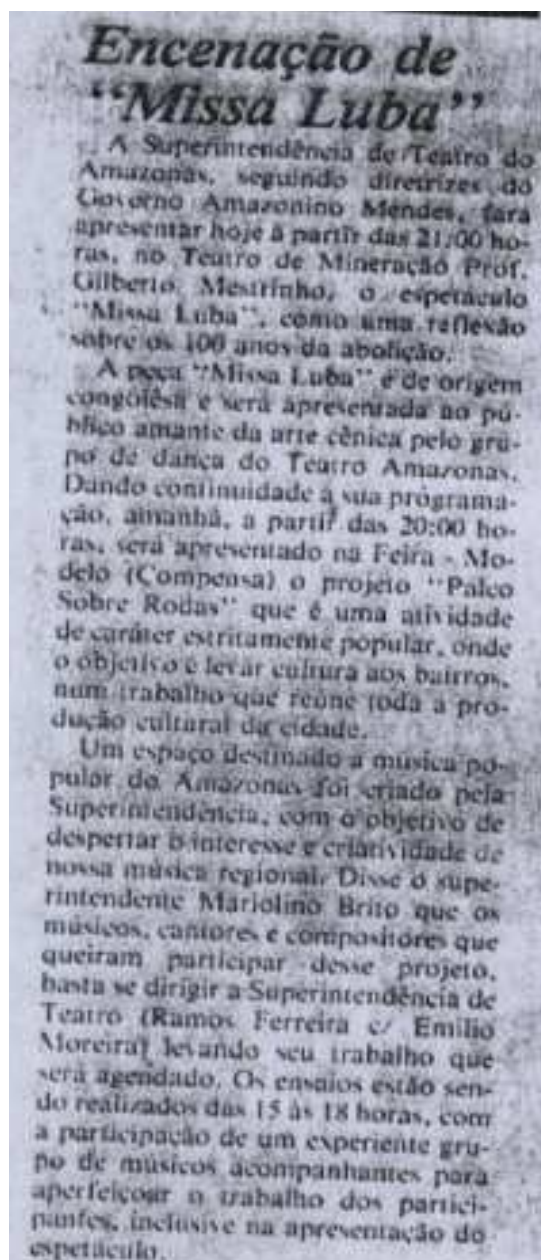 Encenação de
“Missa Luba”
A Superintendência de Teatro do
Amazonas, seguindo diretrizes do
Governo Amazonino Mendes, fará
apresentar hoje à partir das 21:00 ho-
ras, no Teatro de Mineração Prof.
Gilberto Mestrinho, o espetáculo
“Missa Luba”, como uma reflexão
sobre os 100 anos da abolição.
A peça “Missa Luba” é de origem
congolêsa e será apresentada ao pú-
blico amante da arte cênica pelo gru-
po de dança do Teatro Amazonas.
Dando continuidade a sua programa-
ção, amanhã, a partir das 20:00 ho-
ras, será apresentado na Feira - Mo-
delo (Compensa) o projeto “Palco
Sobre Rodas” que é uma atividade
de caráter estritamente popular, onde
o objetivo é levar cultura aos bairros,
num trabalho que reúne toda a pro-
dução cultural da cidade.
Um espaço destinado a musica po-
pular do Amazonas foi criado pela
Superintendência, com o objetivo de
despertar o interesse e criatividade de
nossa música regional. Disse o supe-
rintendente Mariolino Brito que os
músicos, cantores e compositores que
queiram participar desse projeto,
basta se dirigir a Superintendência de
Teatro (Ramos Ferreira c/ Emilio
Moreira) levando seu trabalho que
será agendado. Os ensaios estão sen-
do realizados das 15 às 18 horas, com
a participação de um experiente gru-
po de músicos acompanhantes para
aperfeiçoar o trabalho dos partici-
pantes, inclusive na apresentação do
espetáculo.